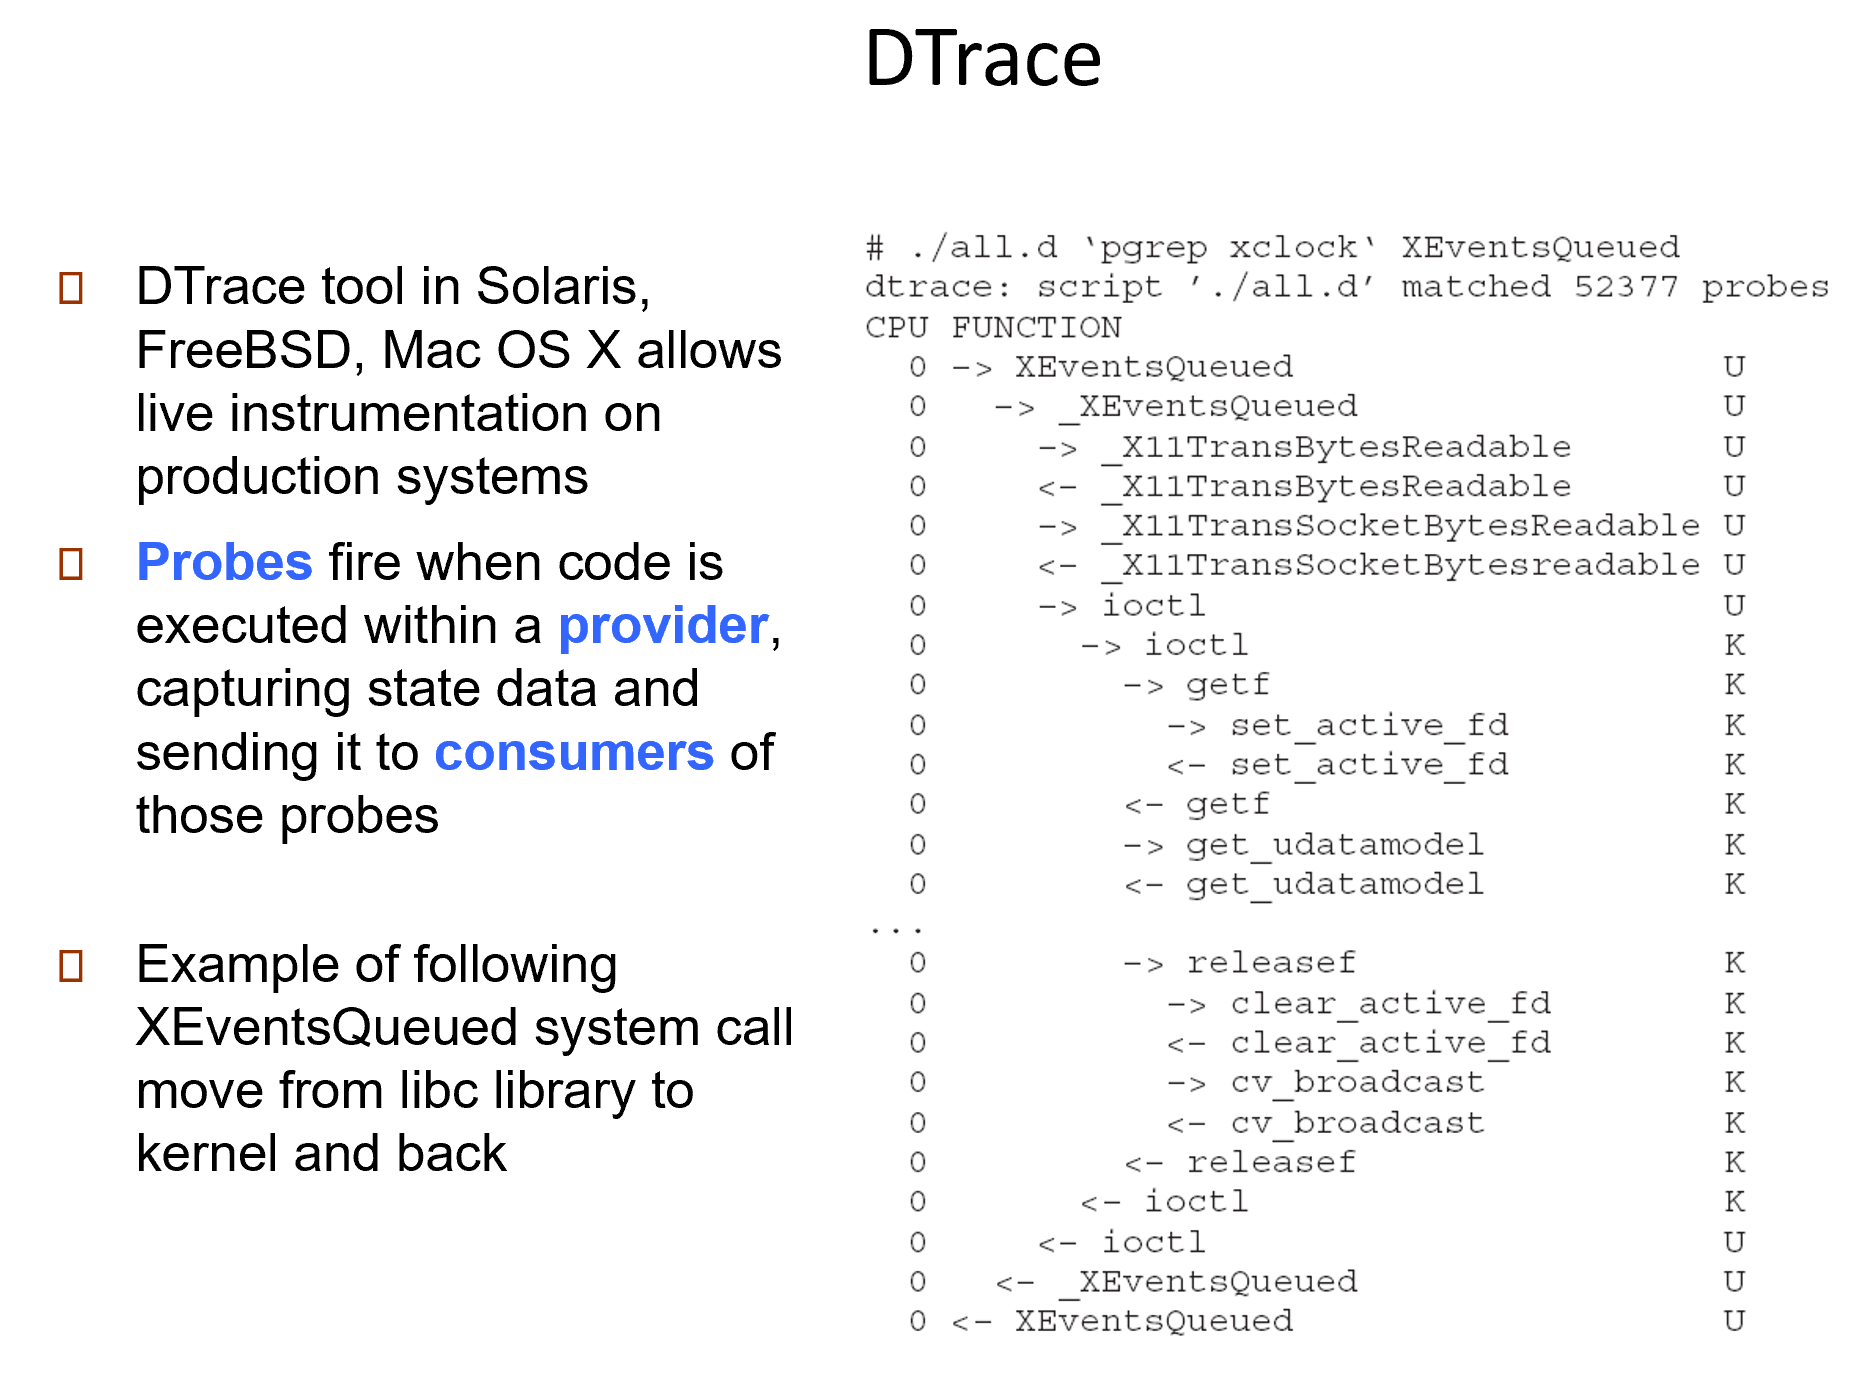 DTrace
DTrace tool in Solaris,
FreeBSD, Mac OS X allows
live instrumentation on
production systems
Probes fire when code is
executed within a provider,
capturing state data and
sending it to consumers of
those probes
Example of following
XEventsQueued system call
move from libc library to
kernel and back
# ./all.d ‵pgrep xclock‵ XEventsQueued
dtrace: script ′./all.d′ matched 52377 probes
CPU FUNCTION
0 -> XEventsQueued U
0 -> _XEventsQueued U
0 -> _X11TransBytesReadable U
0 <- _X11TransBytesReadable U
0 -> _X11TransSocketBytesReadable U
0 <- _X11TransSocketBytesreadable U
0 -> ioctl U
0 -> ioctl K
0 -> getf K
0 -> set_active_fd K
0 <- set_active_fd K
0 <- getf K
0 -> get_udatamodel K
0 <- get_udatamodel K
...
0 -> releasef K
0 -> clear_active_fd K
0 <- clear_active_fd K
0 -> cv_broadcast K
0 <- cv_broadcast K
0 <- releasef K
0 <- ioctl K
0 <- ioctl U
0 <- _XEventsQueued U
0 <- XEventsQueued U